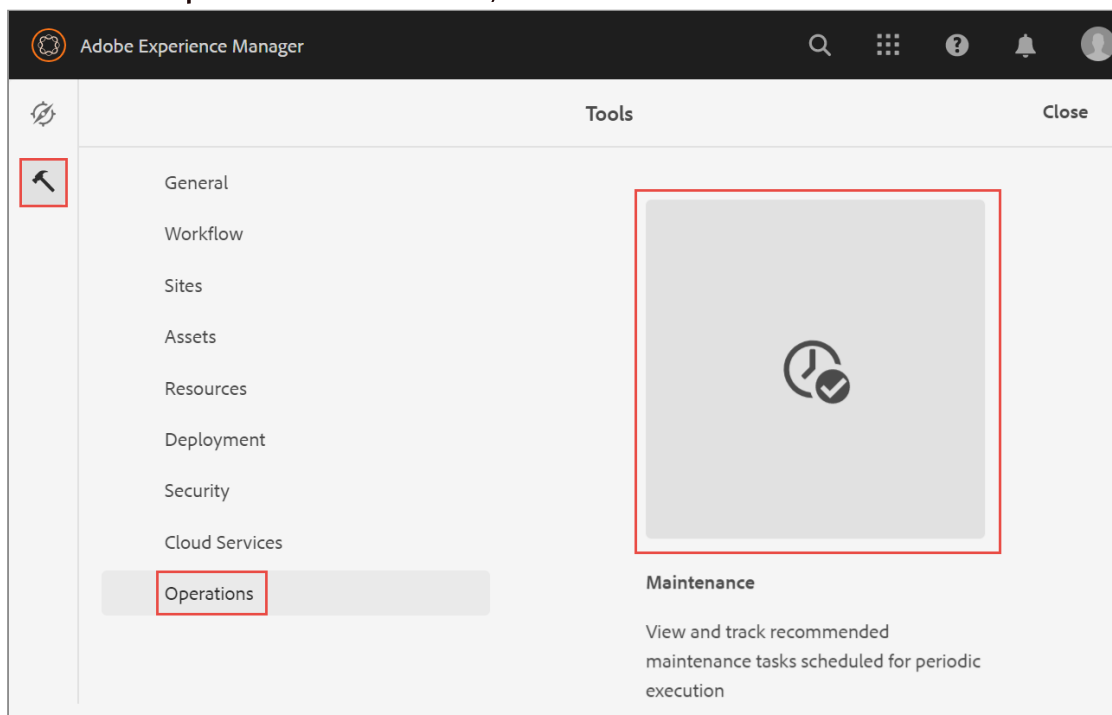 Adobe Experience Manager
Tools
Close
General
Workflow
Sites
Assets
Resources
Deployment
Security
Cloud Services
Operations
Maintenance
View and track recommended
maintenance tasks scheduled for periodic
execution